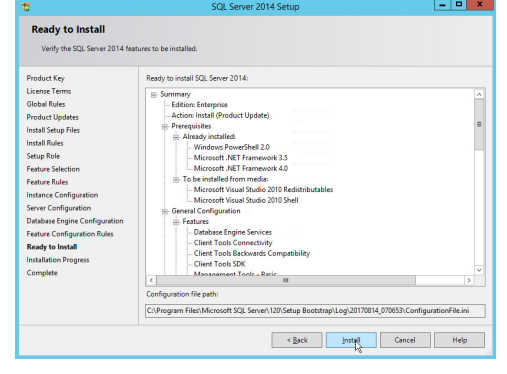 SQL Server 2014 Setup
Ready to Install
Verify the SQL Server 2014 features to be installed.
Product Key
License Terms
Global Rules
Product Updates
Install Setup Files
Install Rules
Setup Role
Feature Selection
Feature Rules
Instance Configuration
Server Configuration
Database Engine Configuration
Feature Configuration Rules
Ready to Install
Installation Progress
Complete
Ready to install SQL Server 2014:
Summary
Edition: Enterprise
Action: Install (Product Update)
Prerequisites
Already installed:
Windows PowerShell 2.0
Microsoft .NET Framework 3.5
Microsoft .NET Framework 4.0
To be installed from media:
Microsoft Visual Studio 2010 Redistributables
Microsoft Visual Studio 2010 Shell
General Configuration
Features
Database Engine Services
Client Tools Connectivity
Client Tools Backwards Compatibility
Client Tools SDK
Management Tools - Basic
Configuration file path:
C:\Program Files\Microsoft SQL Server\120\Setup Bootstrap\Log\20170814_070653\ConfigurationFile.ini
< Back
Install
Cancel
Help